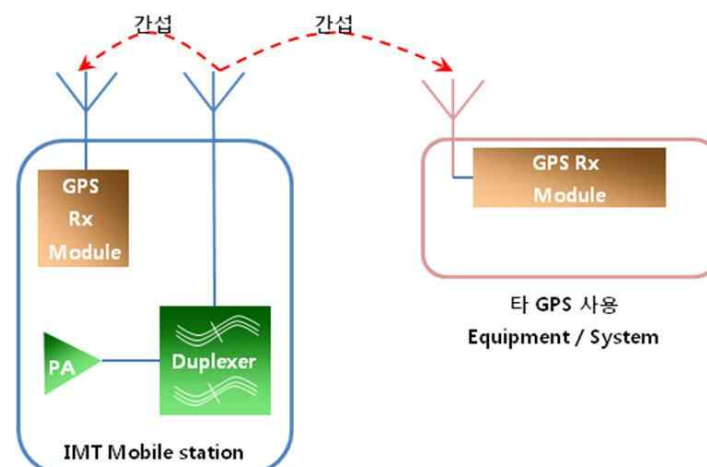 간섭
간섭
GPS
Rx
Module
GPS Rx
Module
PA
Duplexer
타 GPS 사용
Equipment / System
IMT Mobile station